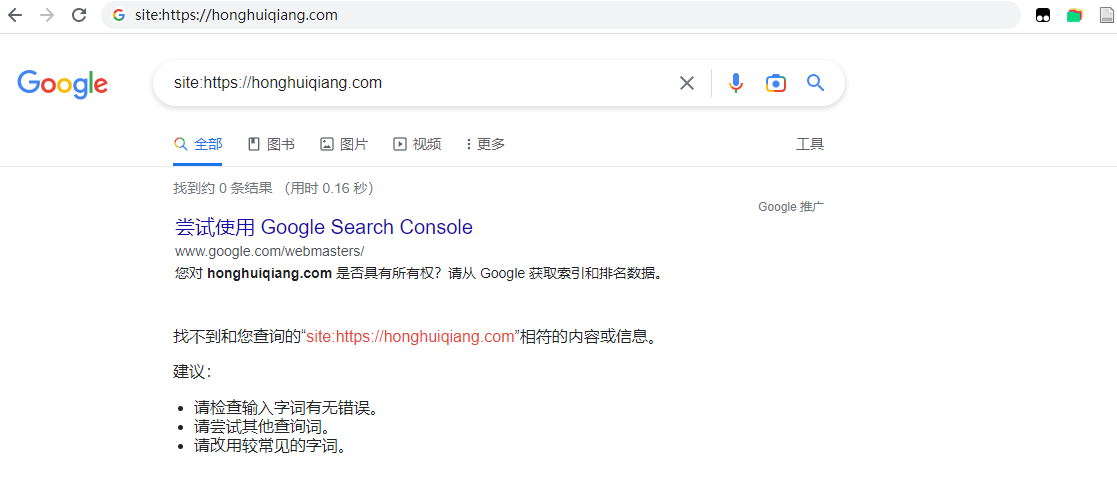 site:https://honghuiqiang.com
Google
site:https://honghuiqiang.com
全部 图书 图片 视频 更多 工具
找到约 0 条结果 （用时 0.16 秒）
Google 推广
尝试使用 Google Search Console
www.google.com/webmasters/
您对 honghuiqiang.com 是否具有所有权？请从 Google 获取索引和排名数据。
找不到和您查询的“site:https://honghuiqiang.com”相符的内容或信息。
建议：
请检查输入字词有无错误。
请尝试其他查询词。
请改用较常见的字词。